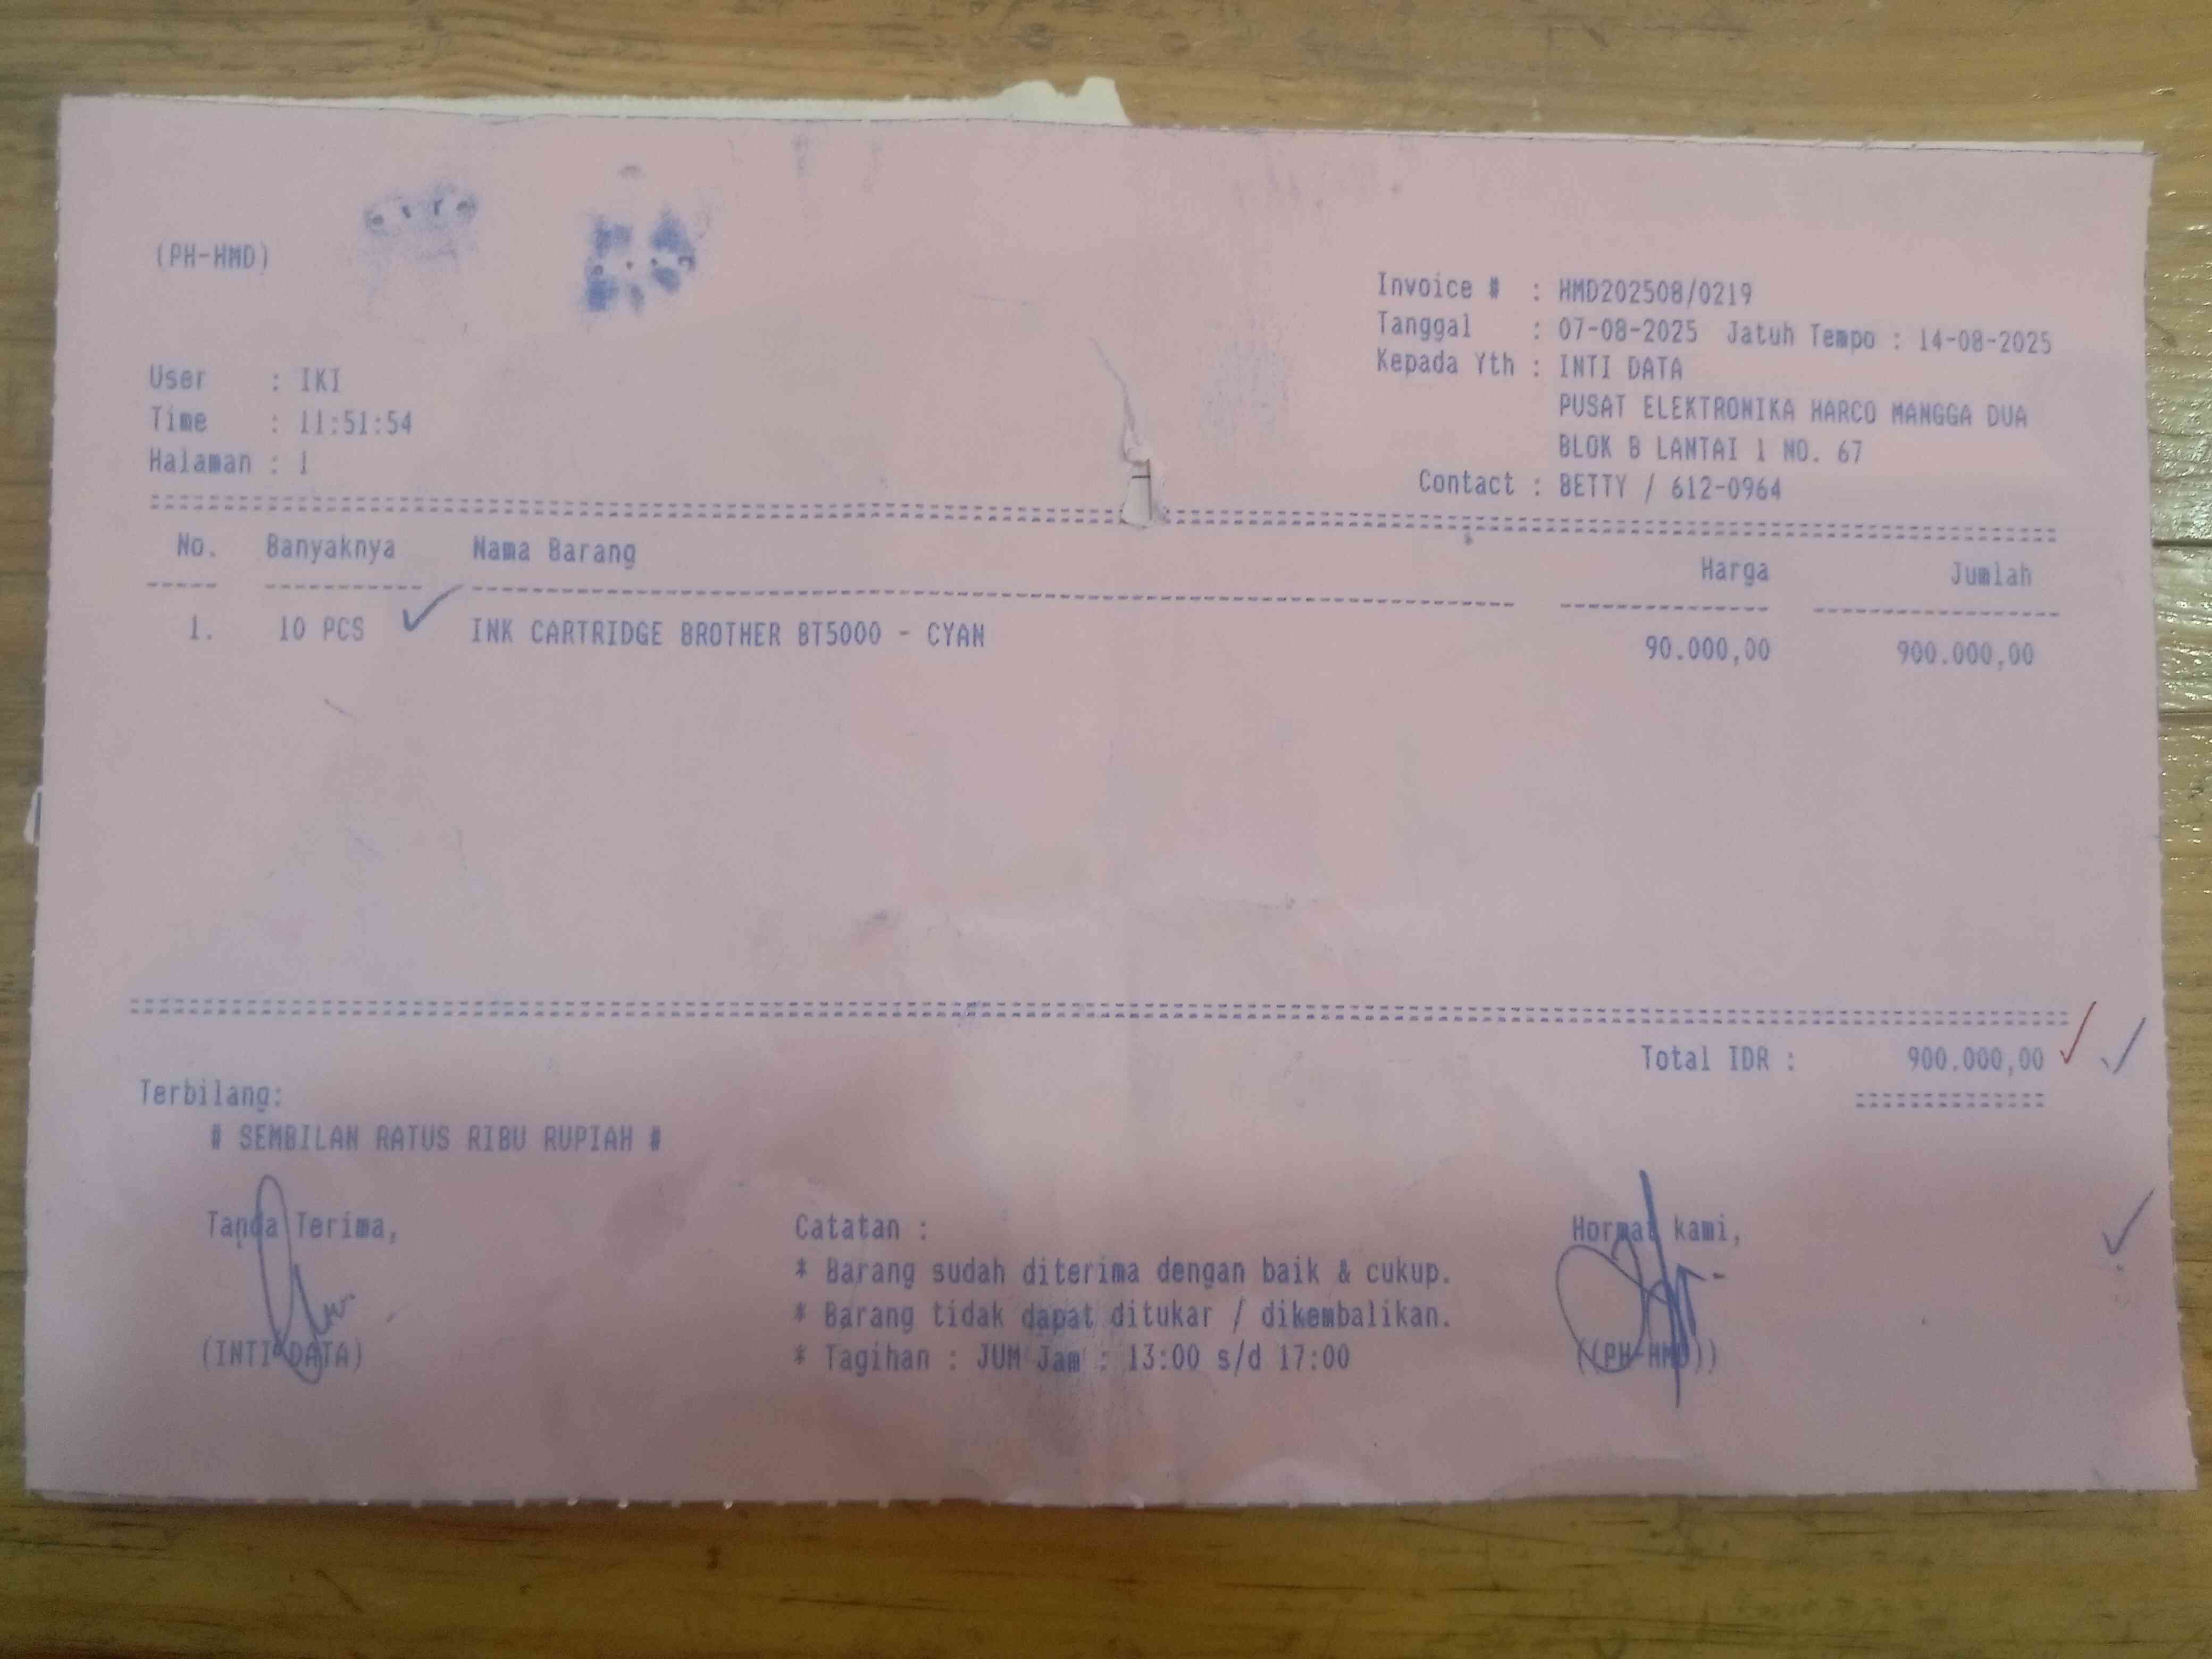 (PH-HMD)
Invoice # : HMD202508/0219
Tanggal : 07-08-2025 Jatuh Tempo : 14-08-2025
Kepada Yth : INTI DATA
PUSAT ELEKTRONIKA HARCO MANGGA DUA
BLOK B LANTAI 1 NO. 67
Contact : BETTY / 612-0964
User : IKI
Time : 11:51:54
Halaman : 1
No. Banyaknya Nama Barang Harga Jumlah
1. 10 PCS INK CARTRIDGE BROTHER BT5000 - CYAN 90.000,00 900.000,00
Total IDR : 900.000,00
Terbilang:
# SEMBILAN RATUS RIBU RUPIAH #
Tanda Terima,
(INTI DATA)
Catatan :
* Barang sudah diterima dengan baik & cukup.
* Barang tidak dapat ditukar / dikembalikan.
* Tagihan : JUM Jam : 13:00 s/d 17:00
Hormat kami,
((PH-HMD))